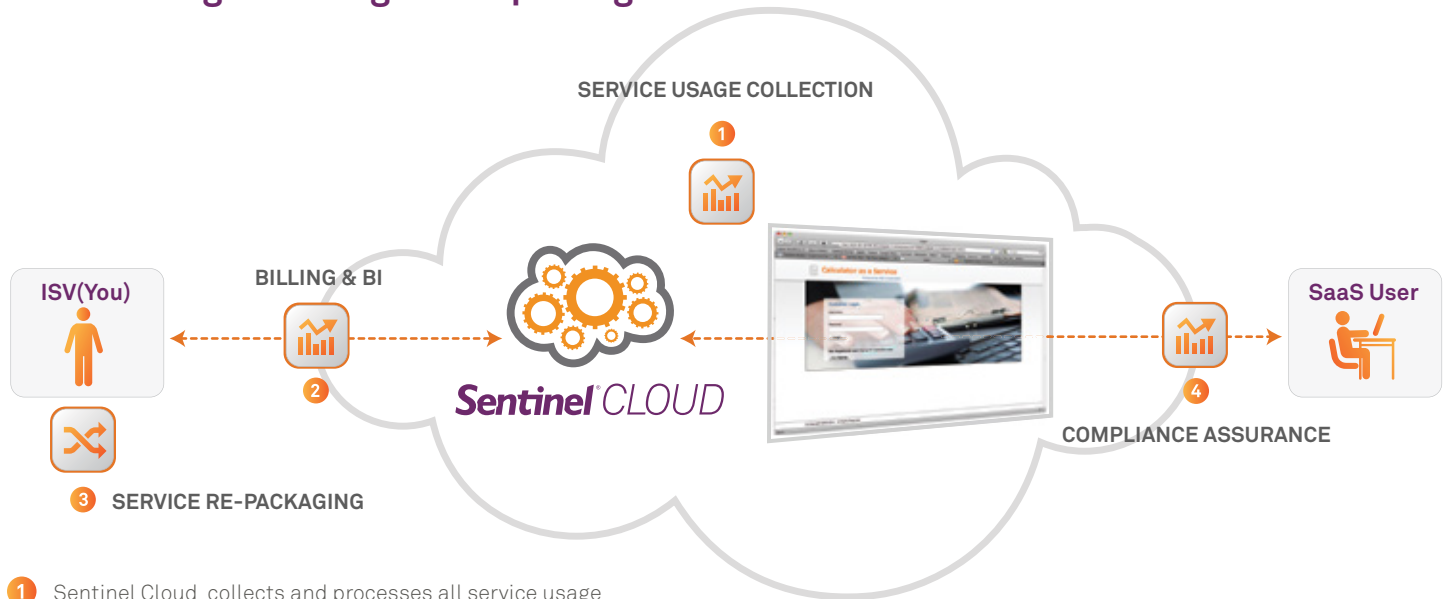 SERVICE USAGE COLLECTION
1
BILLING & BI
ISV(You)
SaaS User
Calculator as a Service
2
Sentinel® CLOUD
4
COMPLIANCE ASSURANCE
3 SERVICE RE-PACKAGING
1 Sentinel Cloud collects and processes all service usage